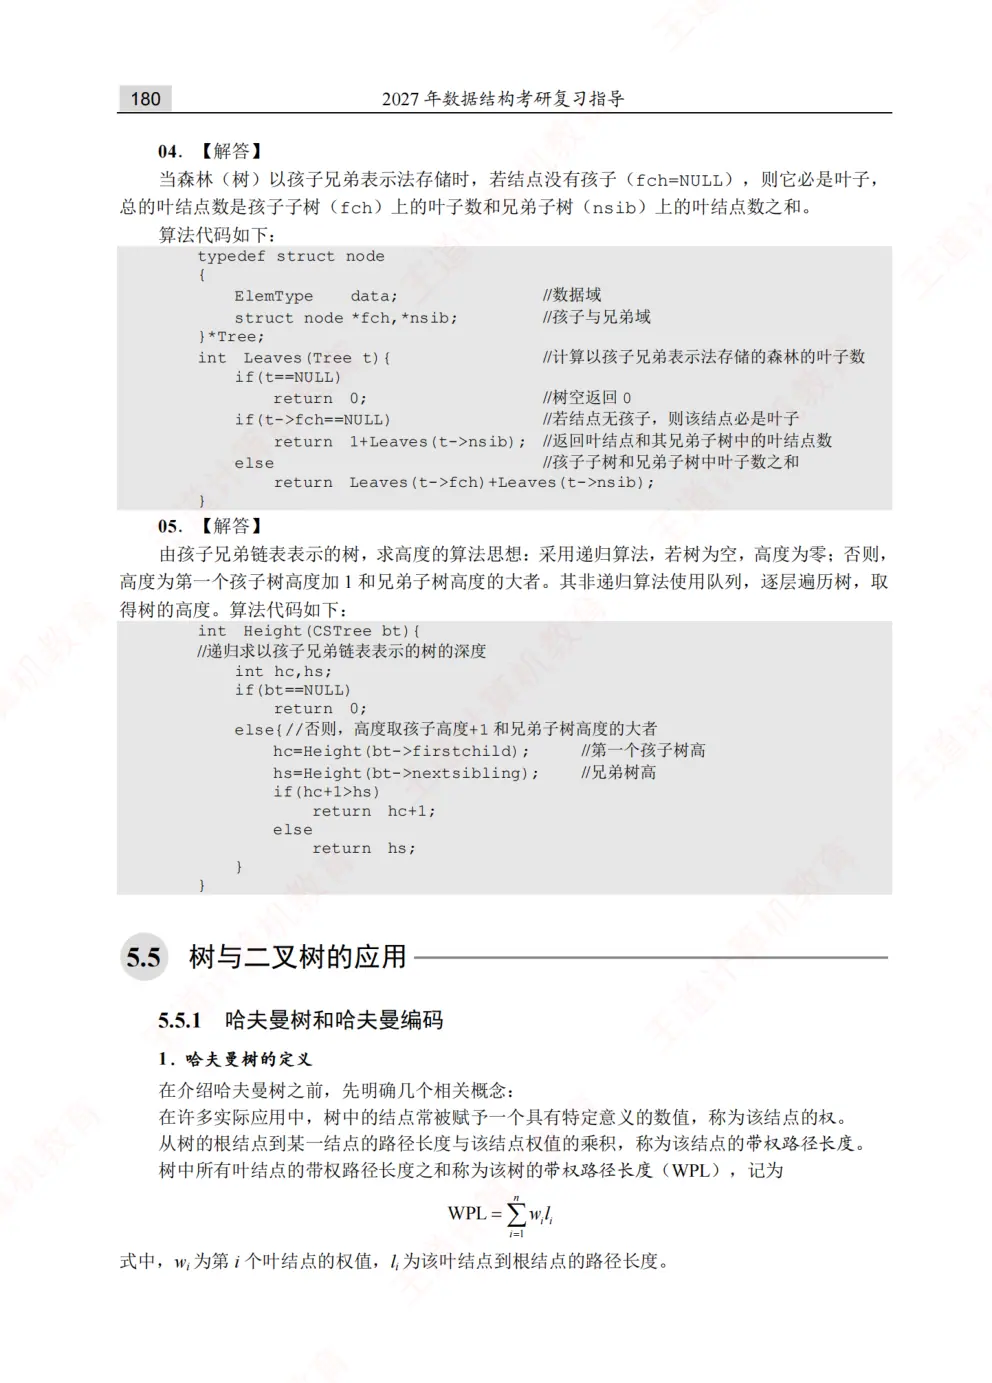 180
2027 年数据结构考研复习指导
04. 【解答】
当森林（树）以孩子兄弟表示法存储时，若结点没有孩子（fch=NULL），则它必是叶子，
总的叶结点数是孩子子树（fch）上的叶子数和兄弟子树（nsib）上的叶结点数之和。
算法代码如下：
typedef struct node
{
ElemType data; //数据域
struct node *fch,*nsib; //孩子与兄弟域
}*Tree;
int Leaves(Tree t){ //计算以孩子兄弟表示法存储的森林的叶子数
if(t==NULL)
return 0; //树空返回 0
if(t->fch==NULL) //若结点无孩子，则该结点必是叶子
return 1+Leaves(t->nsib); //返回叶结点和其兄弟子树中的叶结点数
else //孩子子树和兄弟子树中叶子数之和
return Leaves(t->fch)+Leaves(t->nsib);
}
05. 【解答】
由孩子兄弟链表表示的树，求高度的算法思想：采用递归算法，若树为空，高度为零；否则，
高度为第一个孩子树高度加 1 和兄弟子树高度的大者。其非递归算法使用队列，逐层遍历树，取
得树的高度。算法代码如下：
int Height(CSTree bt){
//递归求以孩子兄弟链表表示的树的深度
int hc,hs;
if(bt==NULL)
return 0;
else{//否则，高度取孩子高度+1 和兄弟子树高度的大者
hc=Height(bt->firstchild); //第一个孩子树高
hs=Height(bt->nextsibling); //兄弟树高
if(hc+1>hs)
return hc+1;
else
return hs;
}
}
5.5 树与二叉树的应用
5.5.1 哈夫曼树和哈夫曼编码
1. 哈夫曼树的定义
在介绍哈夫曼树之前，先明确几个相关概念：
在许多实际应用中，树中的结点常被赋予一个具有特定意义的数值，称为该结点的权。
从树的根结点到某一结点的路径长度与该结点权值的乘积，称为该结点的带权路径长度。
树中所有叶结点的带权路径长度之和称为该树的带权路径长度（WPL），记为
WPL = ∑_{i=1}^{n} w_i l_i
式中，w_i 为第 i 个叶结点的权值，l_i 为该叶结点到根结点的路径长度。